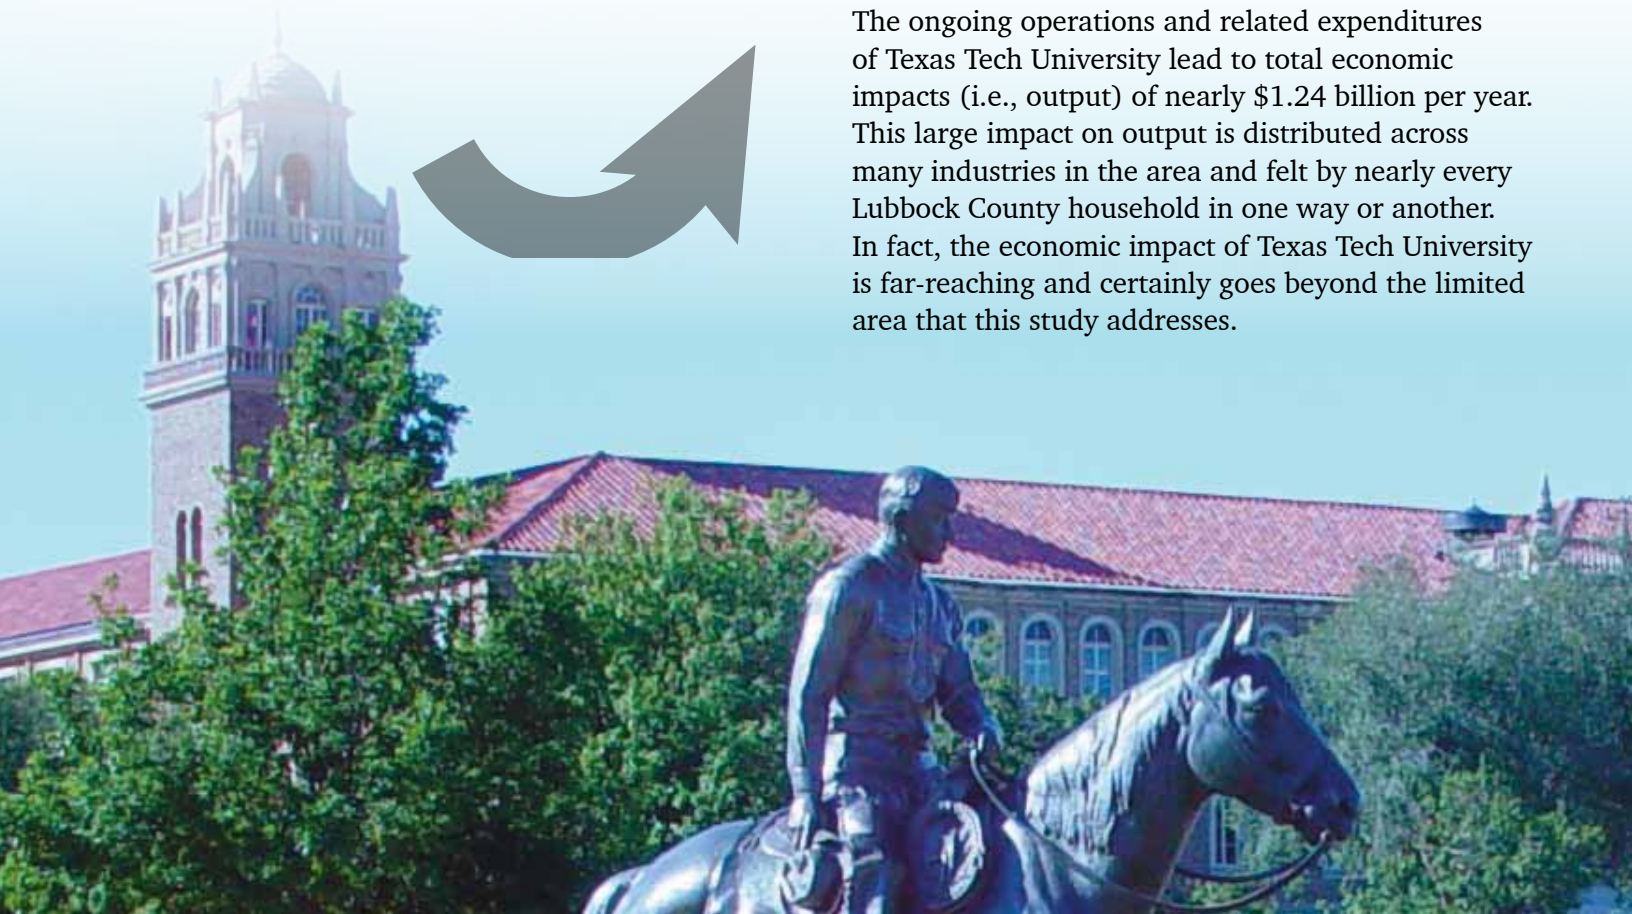 The ongoing operations and related expenditures
of Texas Tech University lead to total economic
impacts (i.e., output) of nearly $1.24 billion per year.
This large impact on output is distributed across
many industries in the area and felt by nearly every
Lubbock County household in one way or another.
In fact, the economic impact of Texas Tech University
is far-reaching and certainly goes beyond the limited
area that this study addresses.